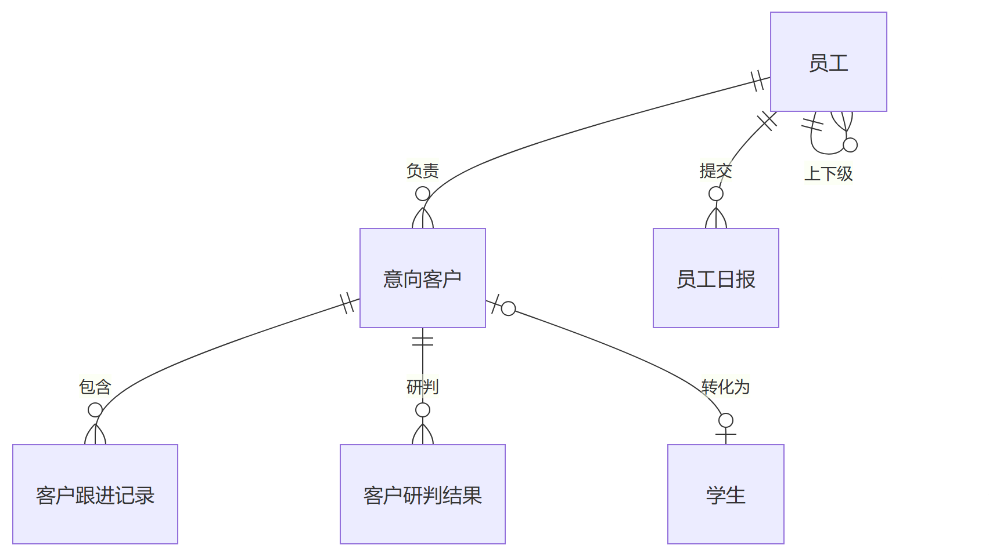 员工
负责
提交
上下级
意向客户
员工日报
包含
研判
转化为
客户跟进记录
客户研判结果
学生